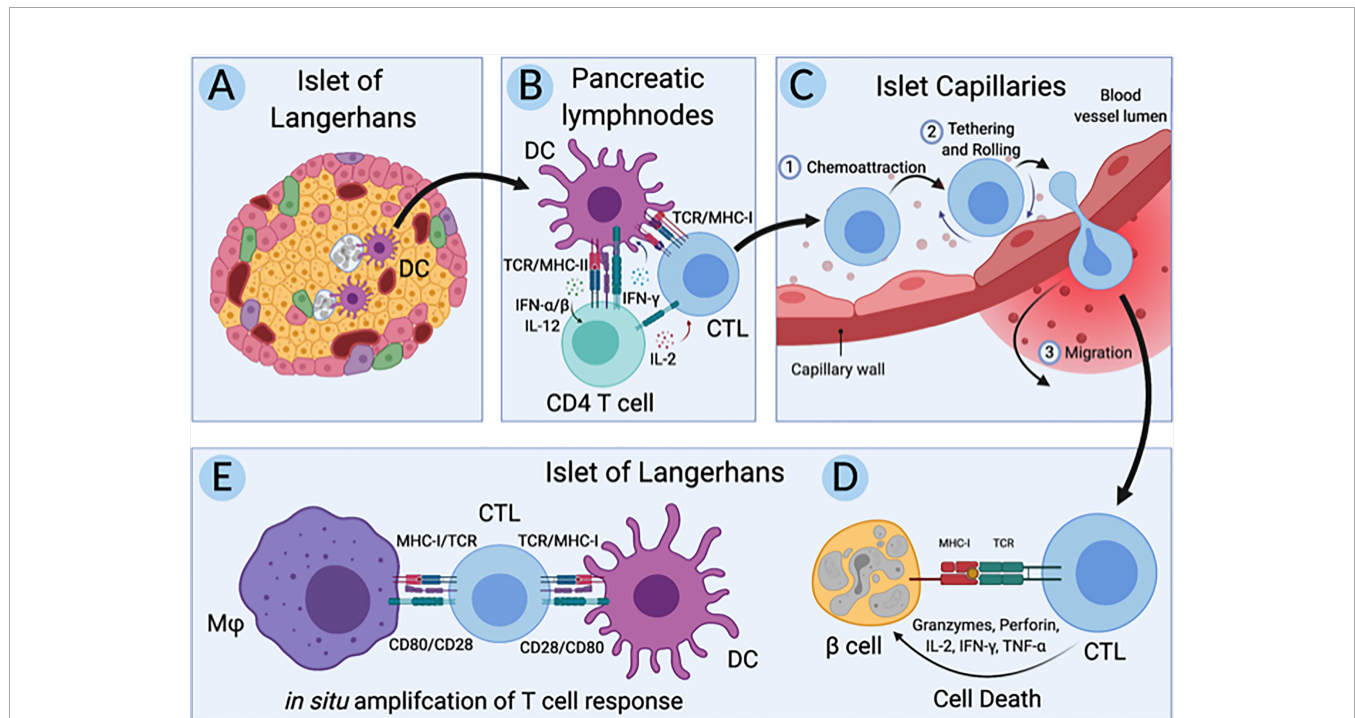 A
Islet of
Langerhans
DC
B
Pancreatic
lymphnodes
DC
TCR/MHC-I
TCR/MHC-II
IFN-α/β
IL-12
IFN-γ
CTL
IL-2
CD4 T cell
C
Islet Capillaries
Blood
vessel lumen
1 Chemoattraction
2 Tethering
and Rolling
3 Migration
Capillary wall
E
Islet of Langerhans
D
CTL
MHC-I/TCR
TCR/MHC-I
Mφ
CD80/CD28
CD28/CD80
DC
in situ amplifcation of T cell response
MHC-I
TCR
Granzymes, Perforin,
IL-2, IFN-γ, TNF-α
β cell
CTL
Cell Death